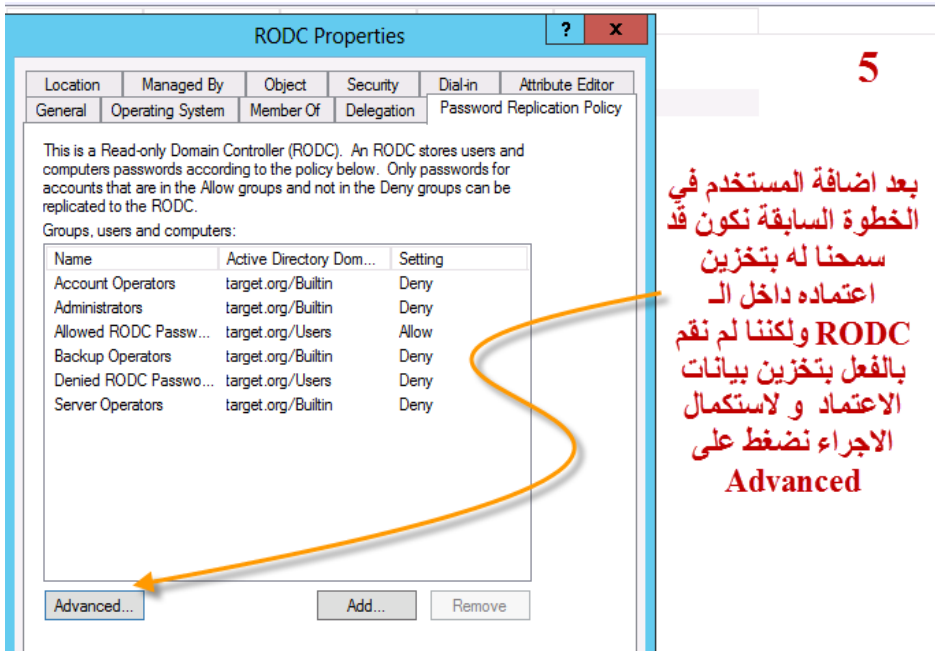 RODC Properties
?
x
5
Location
Managed By
Object
Security
Dial-in
Attribute Editor
General
Operating System
Member Of
Delegation
Password Replication Policy
This is a Read-only Domain Controller (RODC). An RODC stores users and
computers passwords according to the policy below. Only passwords for
accounts that are in the Allow groups and not in the Deny groups can be
replicated to the RODC.
Groups, users and computers:
Name Active Directory Dom... Setting
Account Operators target.org/Builtin Deny
Administrators target.org/Builtin Deny
Allowed RODC Passw... target.org/Users Allow
Backup Operators target.org/Builtin Deny
Denied RODC Passwo... target.org/Users Deny
Server Operators target.org/Builtin Deny
Advanced...
Add...
Remove
بعد اضافة المستخدم في
الخطوة السابقة نكون قد
سمحنا له بتخزين
اعتماده داخل الـ
RODC ولكننا لم نقم
بالفعل بتخزين بيانات
الاعتماد و لاستكمال
الاجراء نضغط على
Advanced